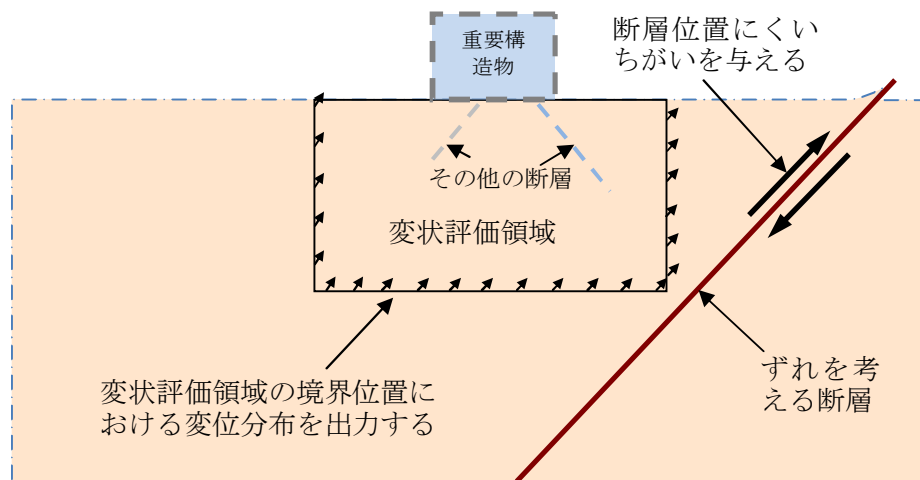 重要構
造物
断層位置にくい
ちがいを与える
その他の断層
変状評価領域
ずれを考
える断層
変状評価領域の境界位置に
おける変位分布を出力する